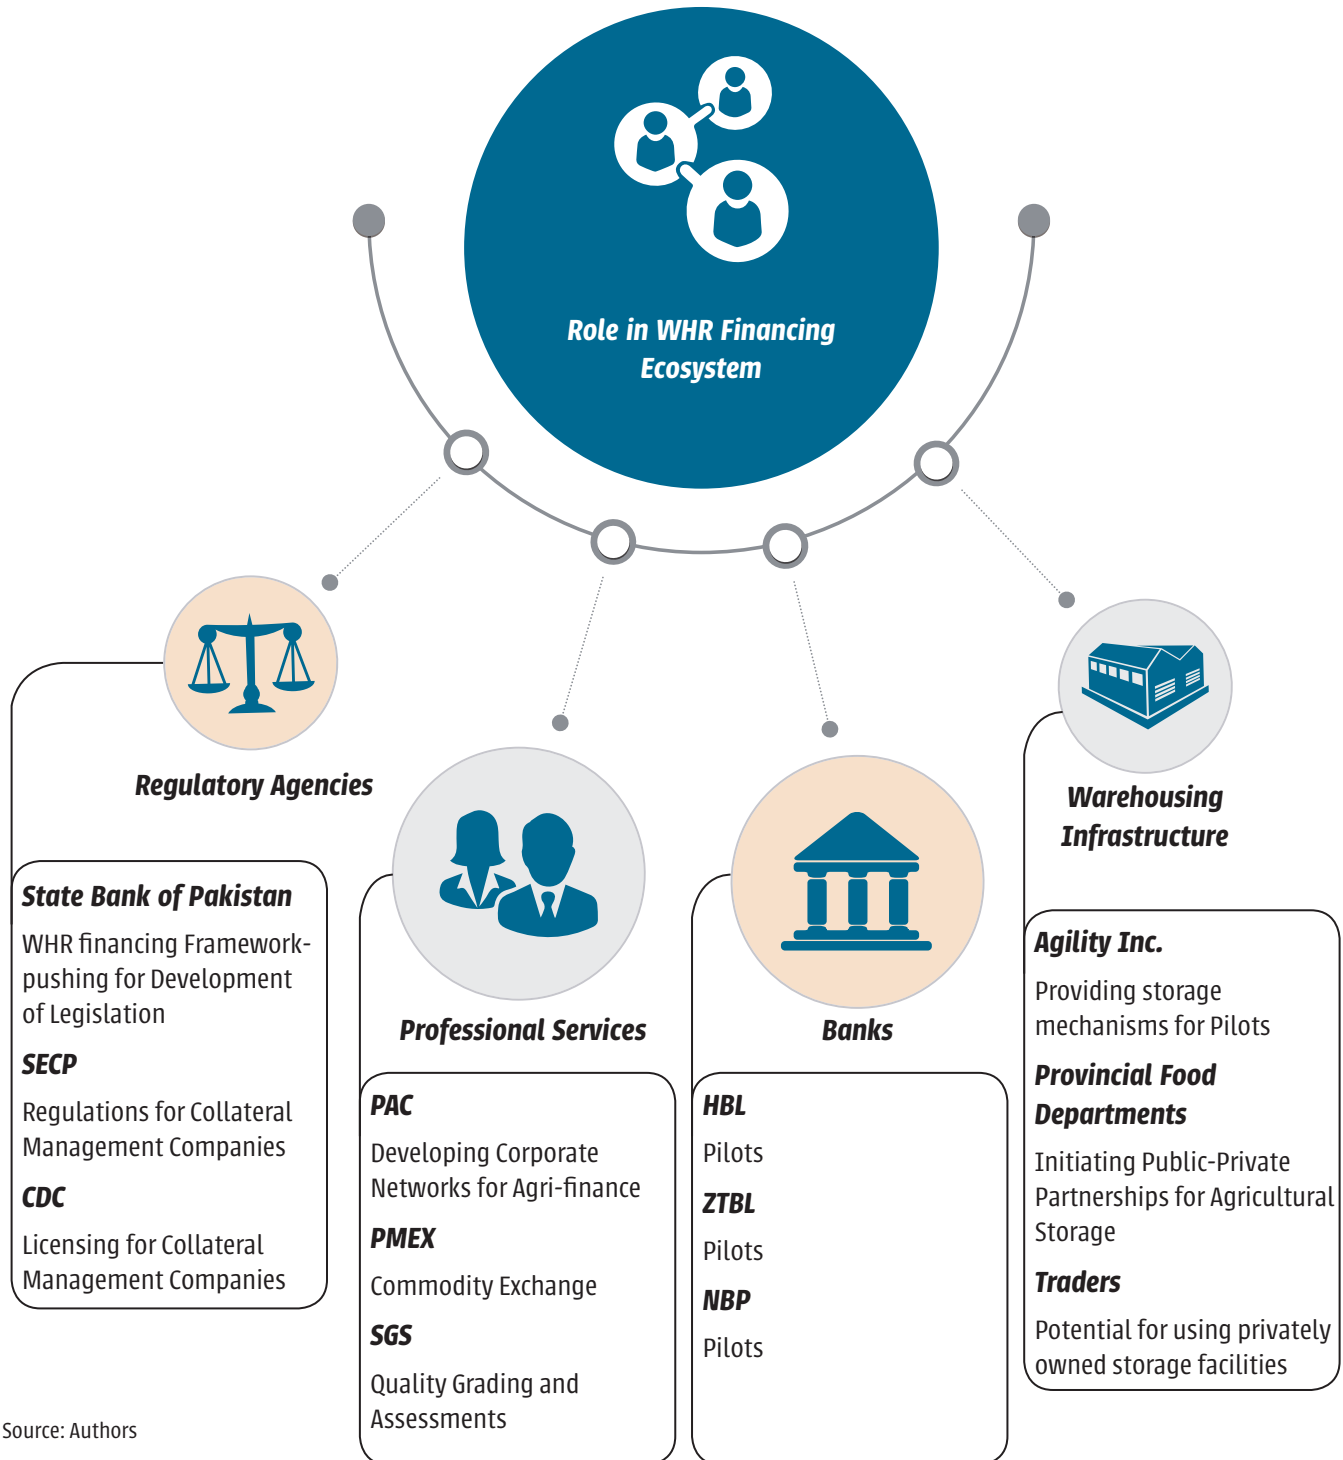 Role in WHR Financing
Ecosystem
Regulatory Agencies
State Bank of Pakistan
WHR financing Framework-
pushing for Development
of Legislation
SECP
Regulations for Collateral
Management Companies
CDC
Licensing for Collateral
Management Companies
Professional Services
PAC
Developing Corporate
Networks for Agri-finance
PMEX
Commodity Exchange
SGS
Quality Grading and
Assessments
Banks
HBL
Pilots
ZTBL
Pilots
NBP
Pilots
Warehousing
Infrastructure
Agility Inc.
Providing storage
mechanisms for Pilots
Provincial Food
Departments
Initiating Public-Private
Partnerships for Agricultural
Storage
Traders
Potential for using privately
owned storage facilities
Source: Authors